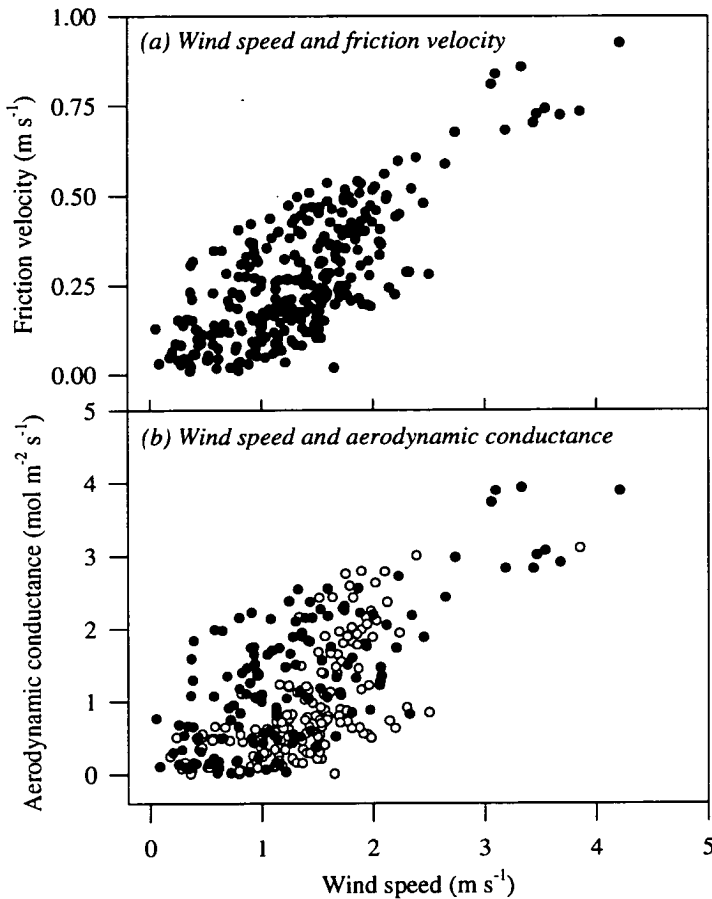 1.00
(a) Wind speed and friction velocity
0.75
0.50
0.25
0.00
Friction velocity (m s⁻¹)
5
(b) Wind speed and aerodynamic conductance
4
3
2
1
0
Aerodynamic conductance (mol m⁻² s⁻¹)
0 1 2 3 4 5
Wind speed (m s⁻¹)